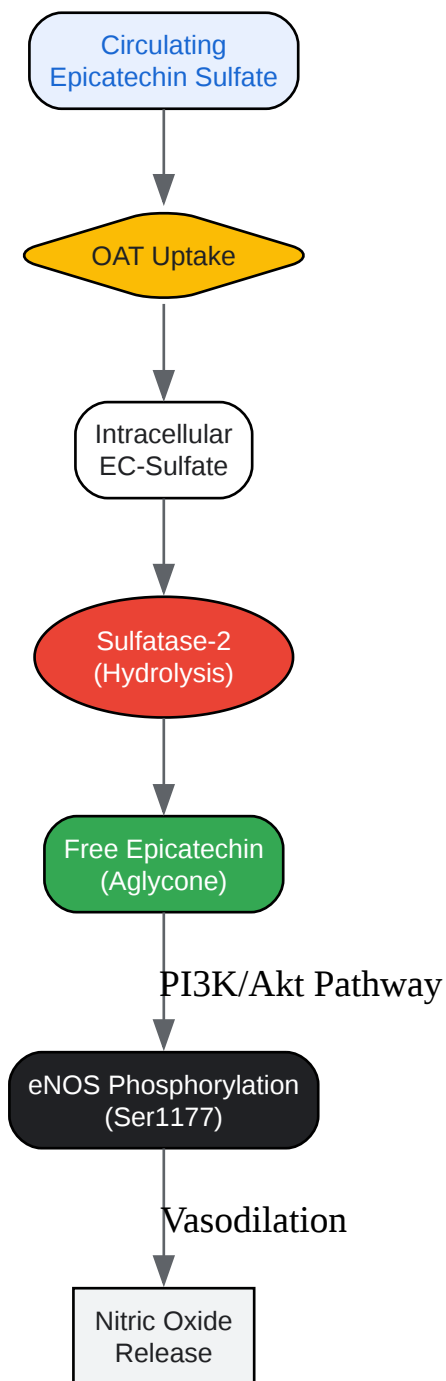 Circulating
Epicatechin Sulfate
OAT Uptake
Intracellular
EC-Sulfate
Sulfatase-2
(Hydrolysis)
Free Epicatechin
(Aglycone)
PI3K/Akt Pathway
eNOS Phosphorylation
(Ser1177)
Vasodilation
Nitric Oxide
Release